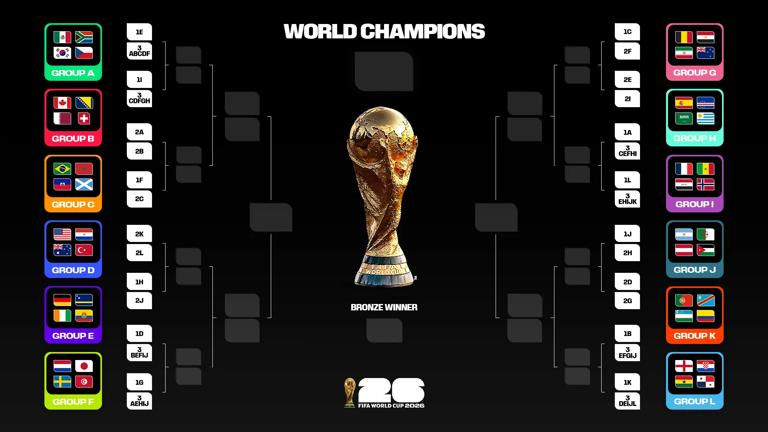 WORLD CHAMPIONS
GROUP A
GROUP B
GROUP C
GROUP D
GROUP E
GROUP F
1E
3
ABCDF
1I
3
CDFGH
2A
2B
1F
2C
2K
2L
1H
2J
1D
3
BEFIJ
1G
3
AEHIJ
WORLD CUP
BRONZE WINNER
26
FIFA WORLD CUP 2026
1C
2F
2E
2I
1A
3
CEFHI
1L
3
EHIJK
1J
2H
2D
2G
1B
3
EFGIJ
1K
3
DEIJL
GROUP G
GROUP H
GROUP I
GROUP J
GROUP K
GROUP L